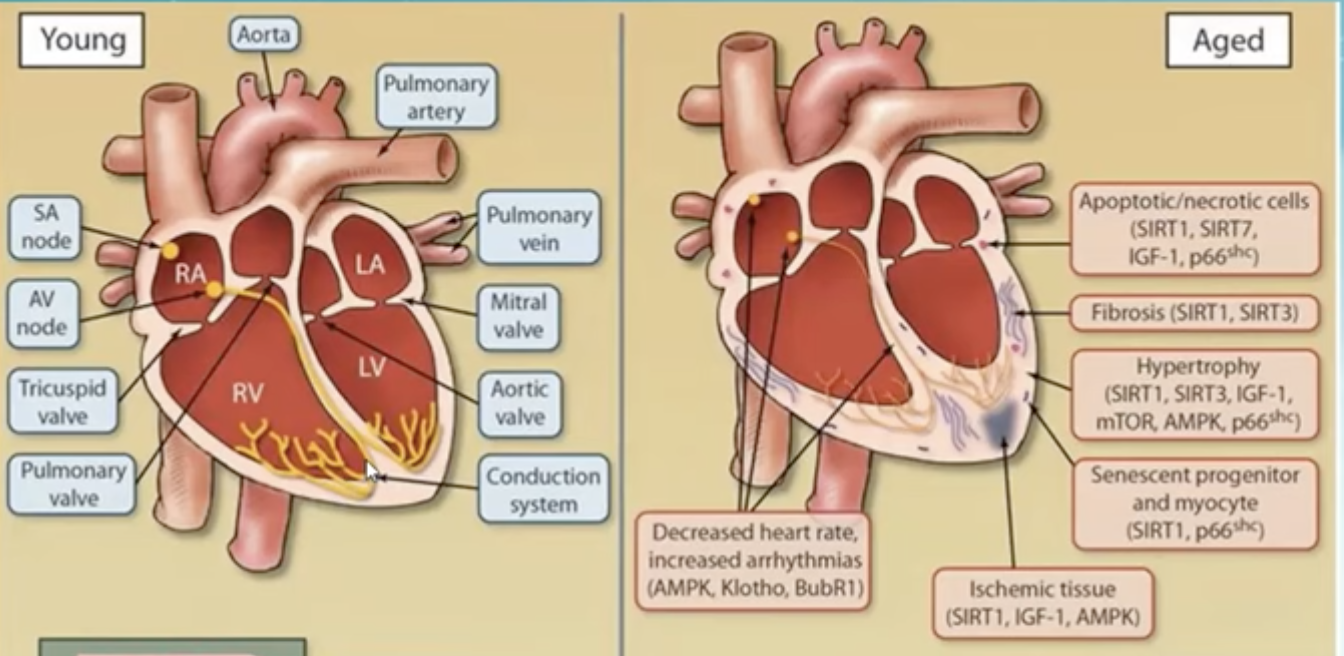 Young
Aorta
Pulmonary
artery
SA
node
AV
node
Tricuspid
valve
Pulmonary
valve
Pulmonary
vein
Mitral
valve
Aortic
valve
Conduction
system
RA
LA
RV
LV
Aged
Apoptotic/necrotic cells
(SIRT1, SIRT7,
IGF-1, p66shc)
Fibrosis (SIRT1, SIRT3)
Hypertrophy
(SIRT1, SIRT3, IGF-1,
mTOR, AMPK, p66shc)
Senescent progenitor
and myocyte
(SIRT1, p66shc)
Decreased heart rate,
increased arrhythmias
(AMPK, Klotho, BubR1)
Ischemic tissue
(SIRT1, IGF-1, AMPK)